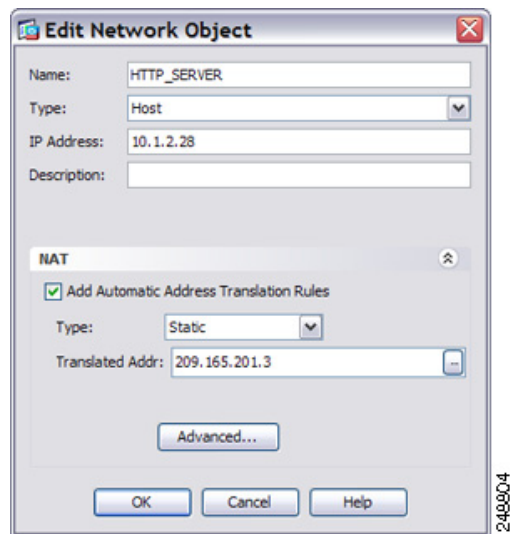 Edit Network Object
Name: HTTP_SERVER
Type: Host
IP Address: 10.1.2.28
Description:
NAT
Add Automatic Address Translation Rules
Type: Static
Translated Addr: 209.165.201.3
...
Advanced...
OK Cancel Help
248804